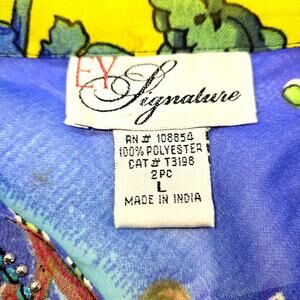 EY Signature
RN # 108854
100% POLYESTER
CAT # T3198
2PC
L
MADE IN INDIA